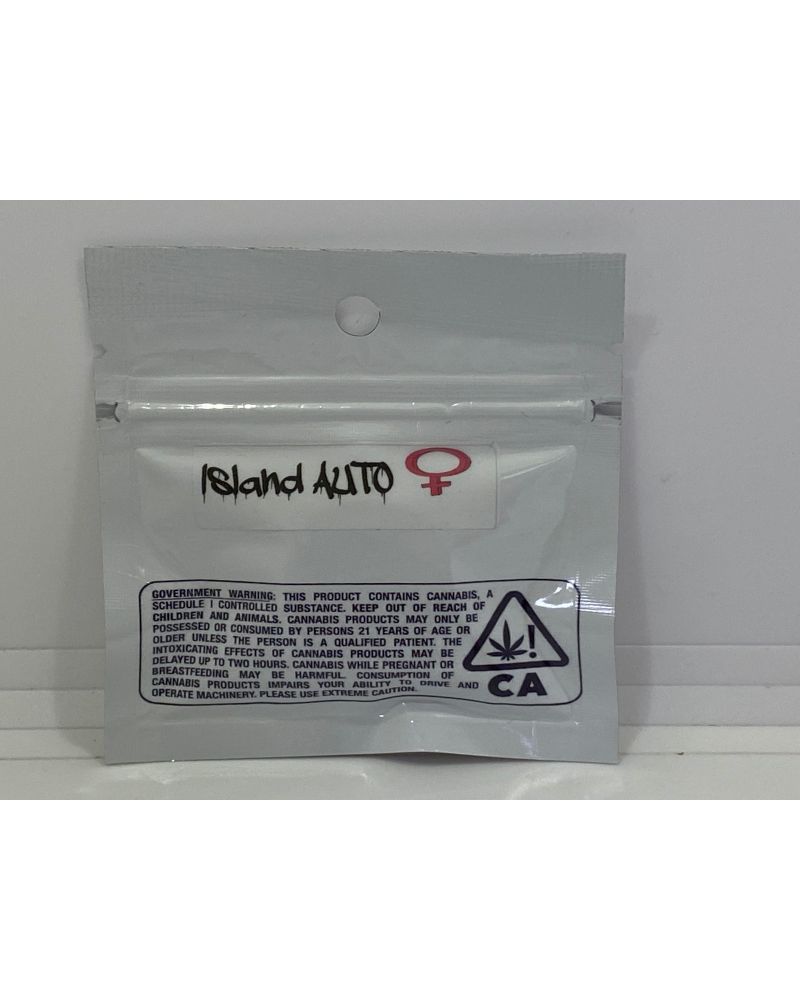 Island AUTO
GOVERNMENT WARNING: THIS PRODUCT CONTAINS CANNABIS, A
SCHEDULE I CONTROLLED SUBSTANCE. KEEP OUT OF REACH OF
CHILDREN AND ANIMALS. CANNABIS PRODUCTS MAY ONLY BE
POSSESSED OR CONSUMED BY PERSONS 21 YEARS OF AGE OR
OLDER UNLESS THE PERSON IS A QUALIFIED PATIENT. THE
INTOXICATING EFFECTS OF CANNABIS PRODUCTS MAY BE
DELAYED UP TO TWO HOURS. CANNABIS WHILE PREGNANT OR
BREASTFEEDING MAY BE HARMFUL. CONSUMPTION OF
CANNABIS PRODUCTS IMPAIRS YOUR ABILITY TO DRIVE AND
OPERATE MACHINERY. PLEASE USE EXTREME CAUTION.
!
CA